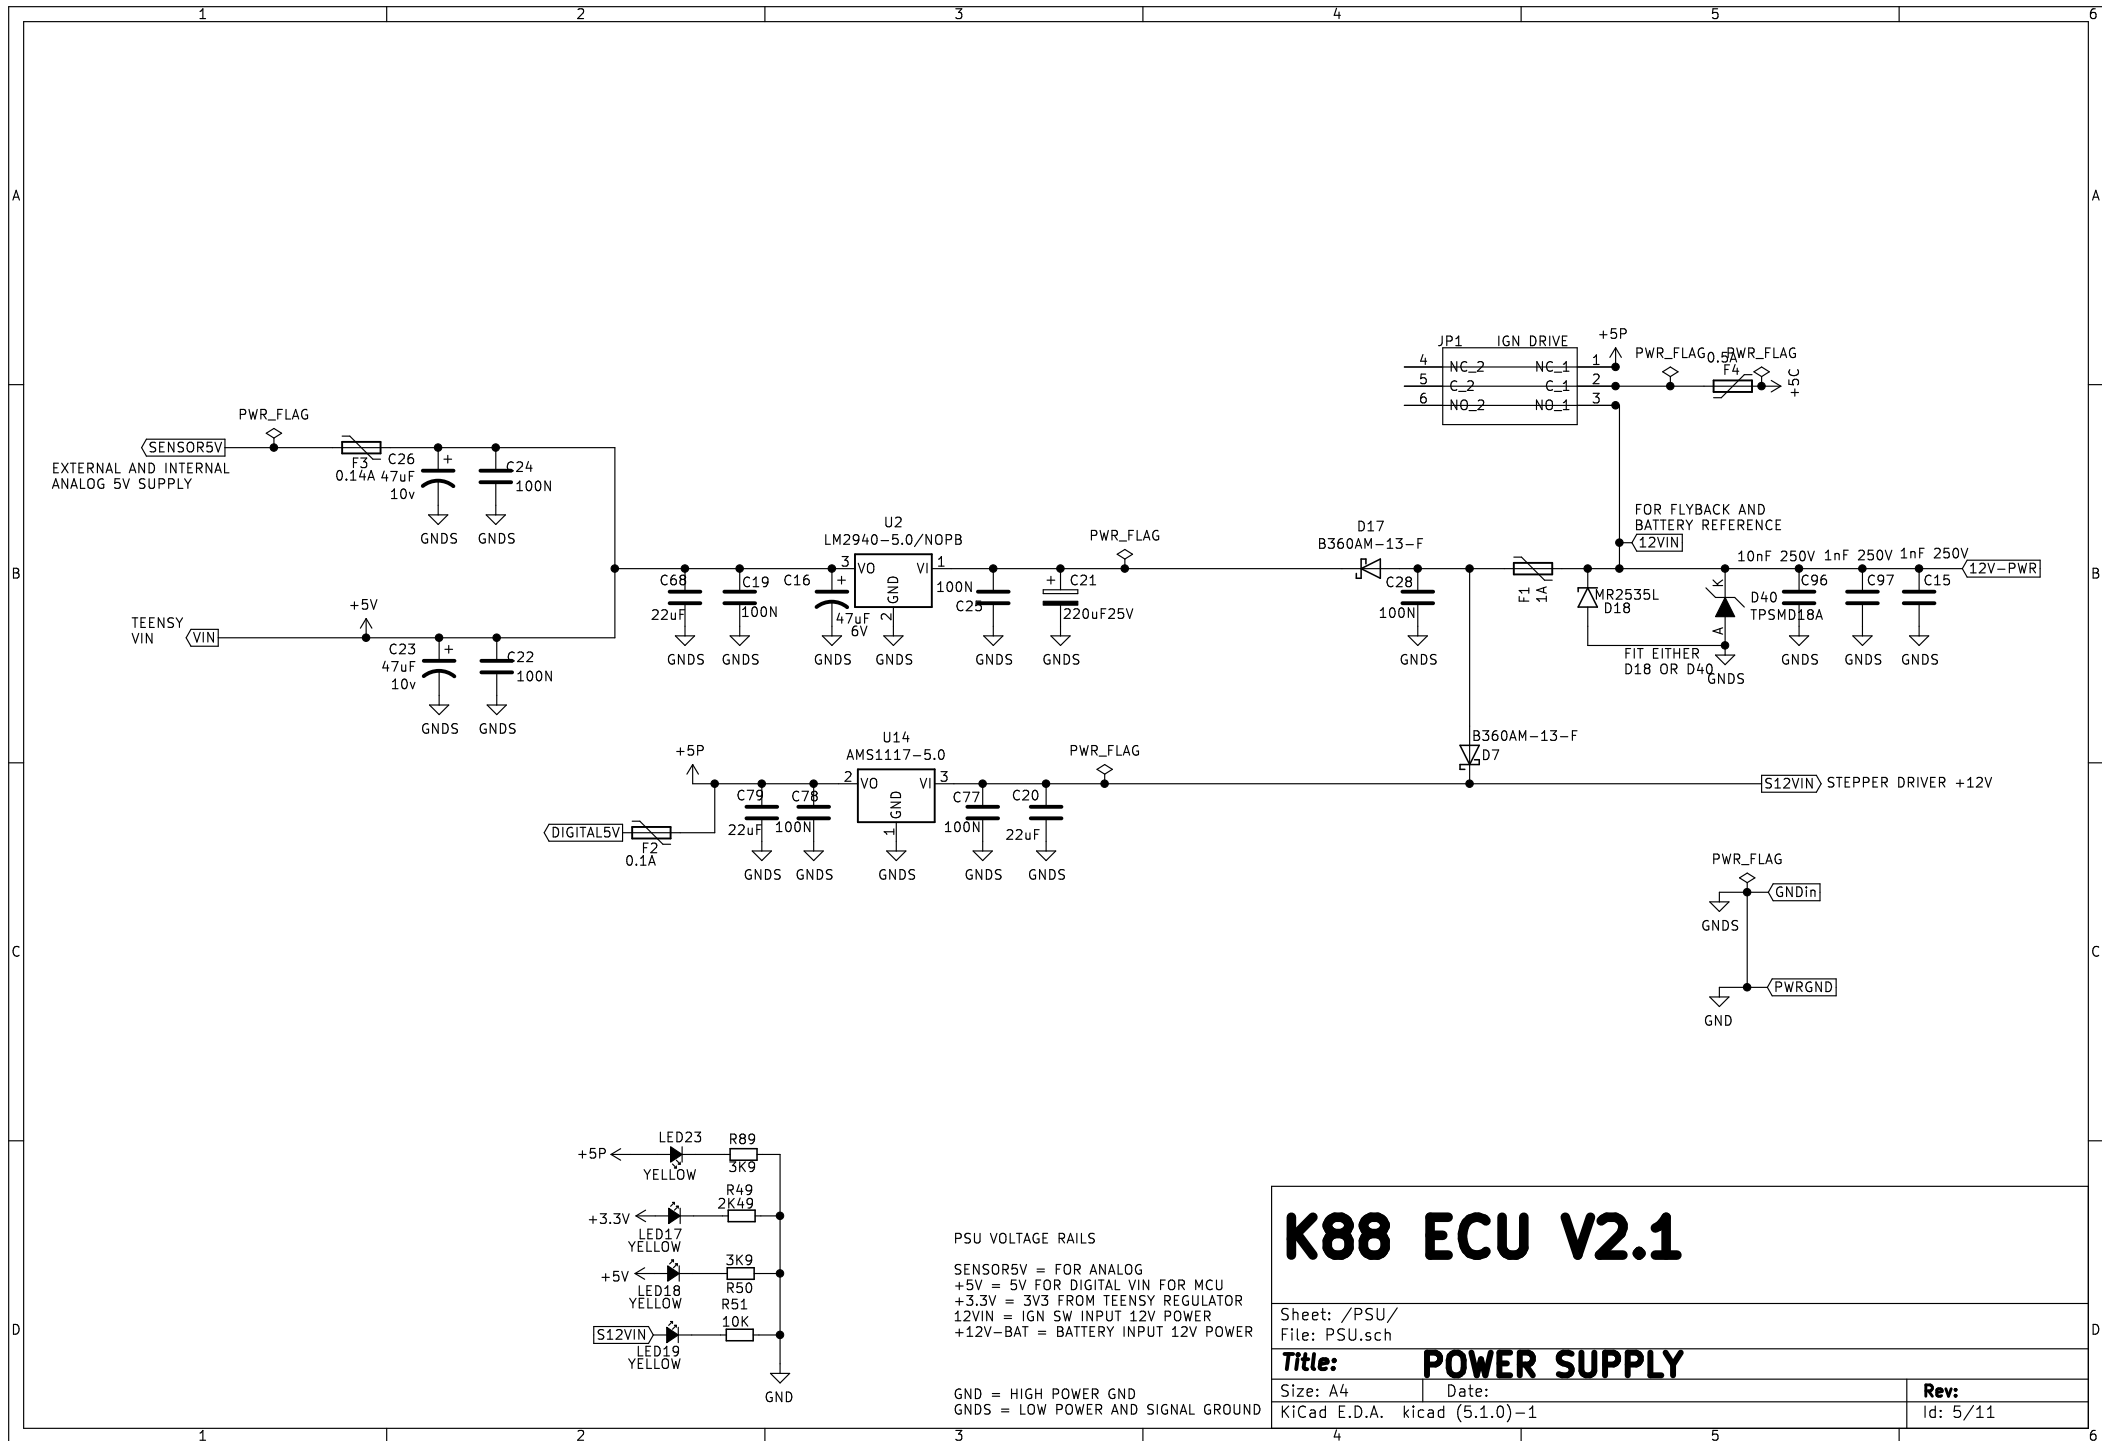 1 2 3 4 5 6
A A
B B
C C
D D
1 2 3 4 5 6
JP1 IGN DRIVE
4 NC_2 NC_1 1
5 C_2 C_1 2
6 NO_2 NO_1 3
+5P
PWR_FLAG
PWR_FLAG
0.5A
F4
+5C
PWR_FLAG
SENSOR5V
EXTERNAL AND INTERNAL
ANALOG 5V SUPPLY
F3
0.14A
C26
+
47uF
10v
GNDS
C24
100N
GNDS
TEENSY
VIN
VIN
+5V
C23
+
47uF
10v
GNDS
C22
100N
GNDS
C68
22uF
GNDS
C19
100N
GNDS
C16
+
47uF
6V
GNDS
U2
LM2940-5.0/NOPB
3 VO VI 1
GND
2
GNDS
100N
C25
GNDS
+ C21
220uF25V
GNDS
PWR_FLAG
D17
B360AM-13-F
C28
100N
GNDS
F1
1A
FOR FLYBACK AND
BATTERY REFERENCE
12VIN
MR2535L
D18
FIT EITHER
D18 OR D40
K
D40
TPSMD18A
A
GNDS
10nF 250V 1nF 250V 1nF 250V
C96 C97 C15
GNDS GNDS GNDS
12V-PWR
B360AM-13-F
D7
S12VIN STEPPER DRIVER +12V
+5P
DIGITAL5V
F2
0.1A
C79
22uF
GNDS
C78
100N
GNDS
U14
AMS1117-5.0
2 VO VI 3
GND
1
GNDS
C77
100N
GNDS
C20
22uF
GNDS
PWR_FLAG
PWR_FLAG
GNDin
GNDS
PWRGND
GND
+5P
LED23
YELLOW
R89
3K9
+3.3V
LED17
YELLOW
R49
2K49
+5V
LED18
YELLOW
3K9
R50
S12VIN
LED19
YELLOW
R51
10K
GND
PSU VOLTAGE RAILS
SENSOR5V = FOR ANALOG
+5V = 5V FOR DIGITAL VIN FOR MCU
+3.3V = 3V3 FROM TEENSY REGULATOR
12VIN = IGN SW INPUT 12V POWER
+12V-BAT = BATTERY INPUT 12V POWER
GND = HIGH POWER GND
GNDS = LOW POWER AND SIGNAL GROUND
K88 ECU V2.1
Sheet: /PSU/
File: PSU.sch
Title: POWER SUPPLY
Size: A4 Date: Rev:
KiCad E.D.A. kicad (5.1.0)-1 Id: 5/11